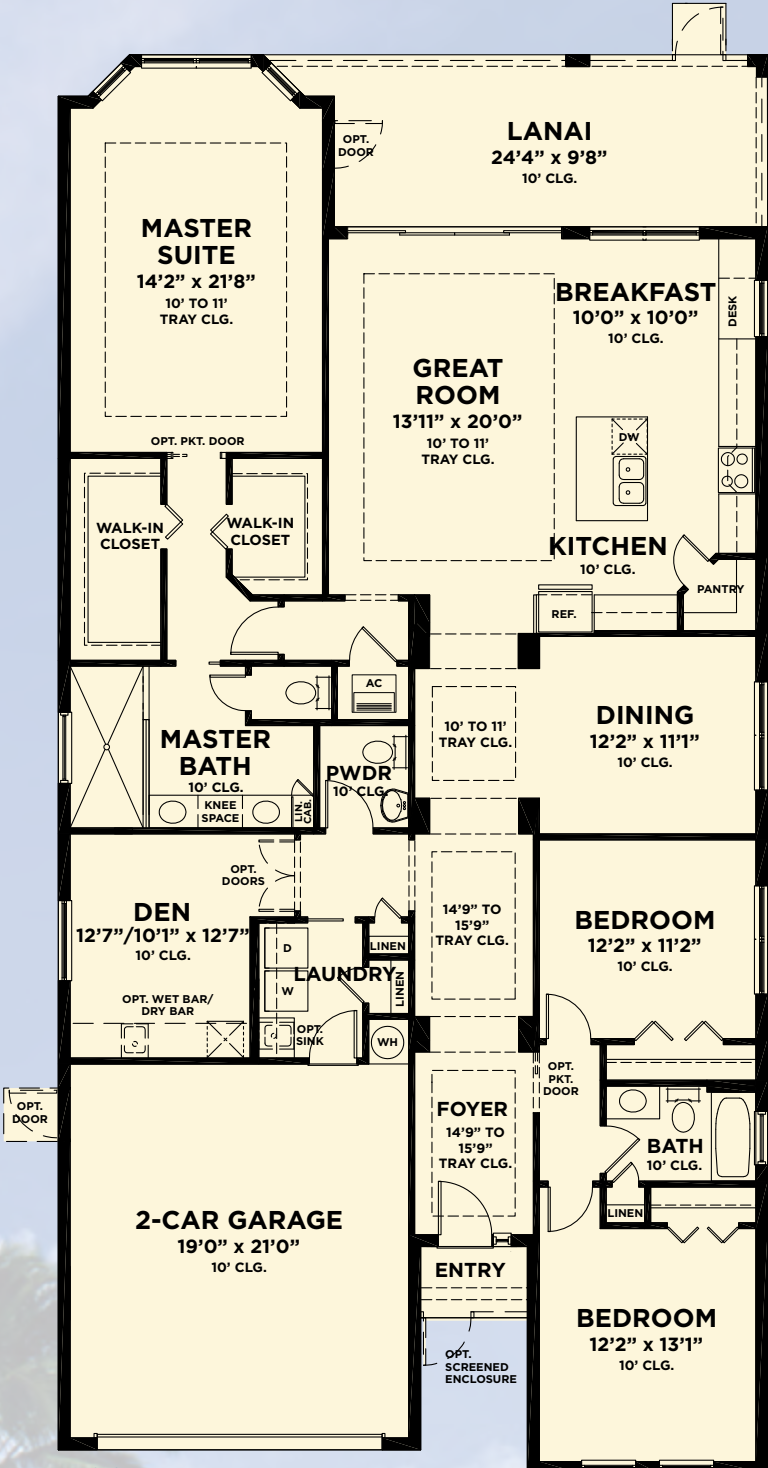 LANAI
24'4" x 9'8"
10' CLG.
OPT.
DOOR
MASTER
SUITE
14'2" x 21'8"
10' TO 11'
TRAY CLG.
BREAKFAST
10'0" x 10'0"
10' CLG.
DESK
GREAT
ROOM
13'11" x 20'0"
10' TO 11'
TRAY CLG.
DW
OPT. PKT. DOOR
WALK-IN
CLOSET
WALK-IN
CLOSET
KITCHEN
10' CLG.
PANTRY
REF.
AC
10' TO 11'
TRAY CLG.
DINING
12'2" x 11'1"
10' CLG.
MASTER
BATH
10' CLG.
KNEE
SPACE
LIN.
CAB.
PWDR
10' CLG.
OPT.
DOORS
DEN
12'7"/10'1" x 12'7"
10' CLG.
OPT. WET BAR/
DRY BAR
D
LAUNDRY
W
OPT.
SINK
LINEN
LINEN
WH
14'9" TO
15'9"
TRAY CLG.
BEDROOM
12'2" x 11'2"
10' CLG.
OPT.
PKT.
DOOR
OPT.
DOOR
FOYER
14'9" TO
15'9"
TRAY CLG.
BATH
10' CLG.
LINEN
2-CAR GARAGE
19'0" x 21'0"
10' CLG.
ENTRY
OPT.
SCREENED
ENCLOSURE
BEDROOM
12'2" x 13'1"
10' CLG.